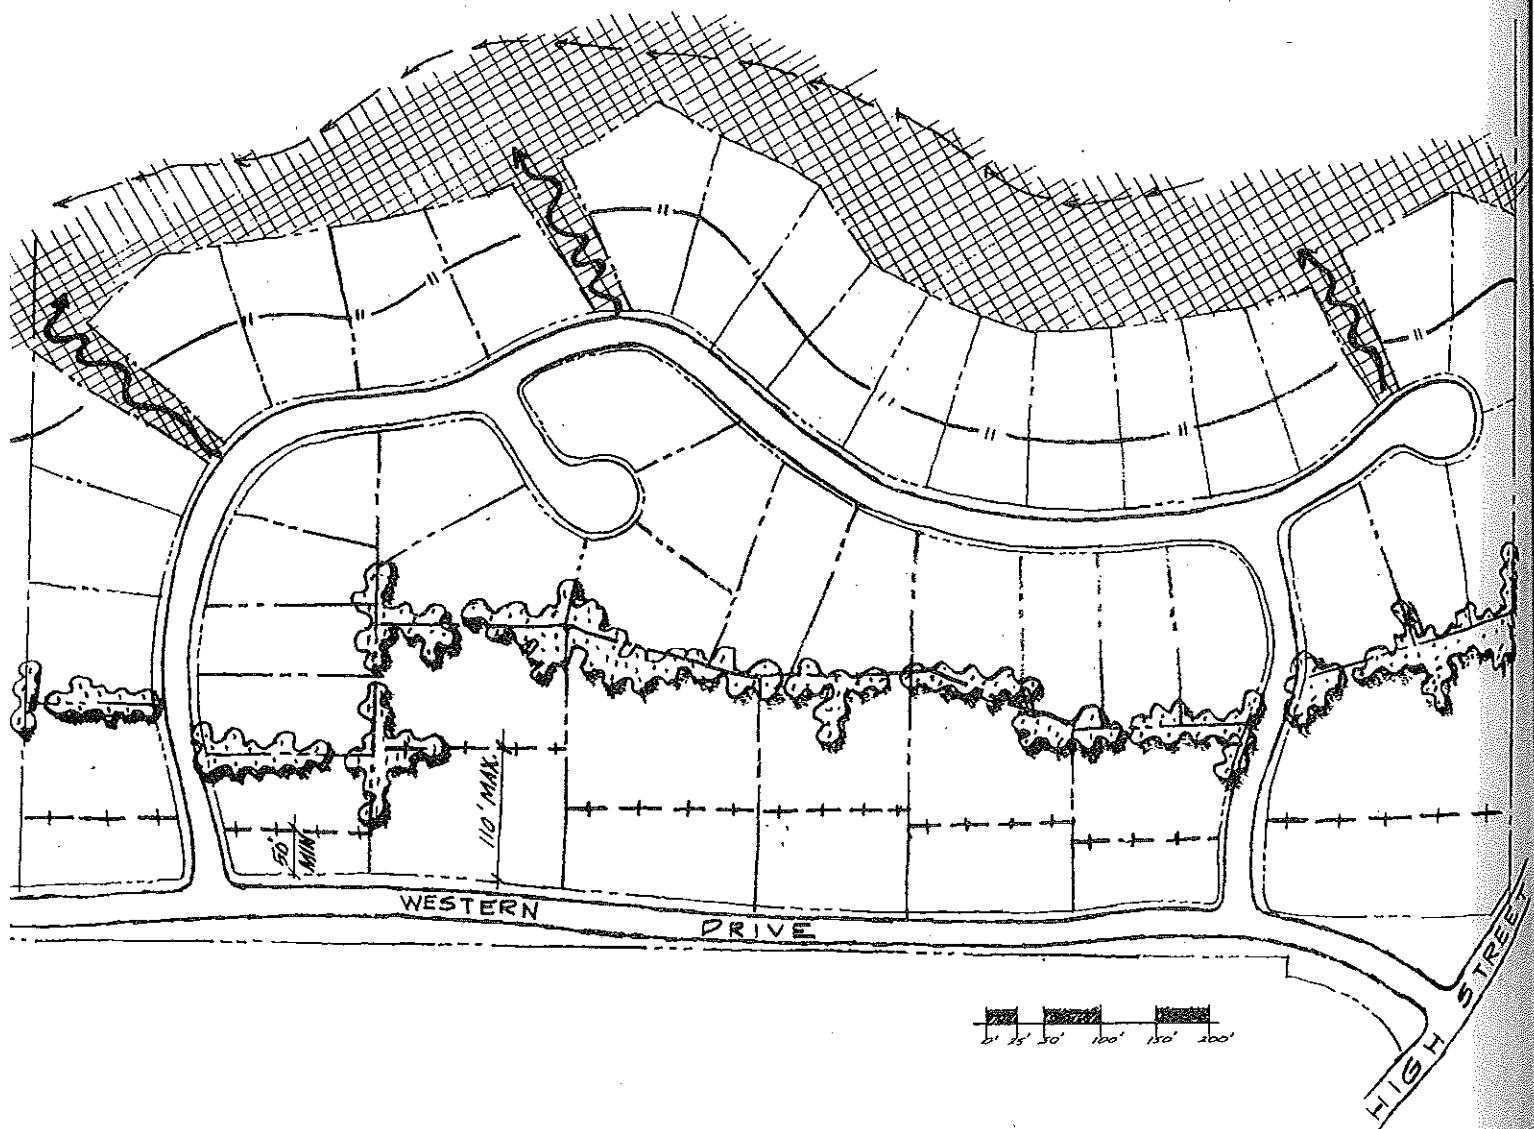 50'
MIN.
110' MAX.
WESTERN
DRIVE
HIGH STREET
0' 25' 50' 100' 150' 200'